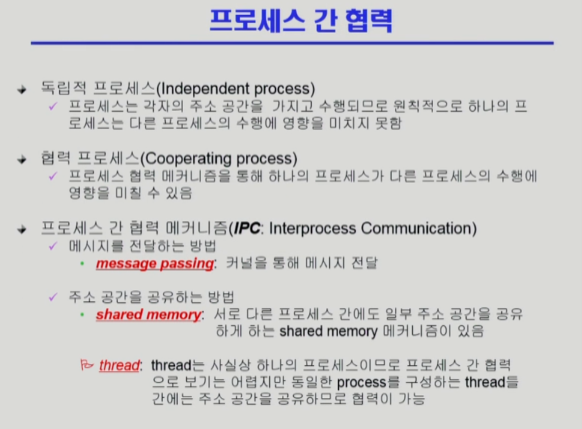 프로세스 간 협력
독립적 프로세스(Independent process)
프로세스는 각자의 주소 공간을 가지고 수행되므로 원칙적으로 하나의 프
로세스는 다른 프로세스의 수행에 영향을 미치지 못함
협력 프로세스(Cooperating process)
프로세스 협력 메커니즘을 통해 하나의 프로세스가 다른 프로세스의 수행에
영향을 미칠 수 있음
프로세스 간 협력 메커니즘(IPC: Interprocess Communication)
메시지를 전달하는 방법
message passing: 커널을 통해 메시지 전달
주소 공간을 공유하는 방법
shared memory: 서로 다른 프로세스 간에도 일부 주소 공간을 공유
하게 하는 shared memory 메커니즘이 있음
thread: thread는 사실상 하나의 프로세스이므로 프로세스 간 협력
으로 보기는 어렵지만 동일한 process를 구성하는 thread들
간에는 주소 공간을 공유하므로 협력이 가능